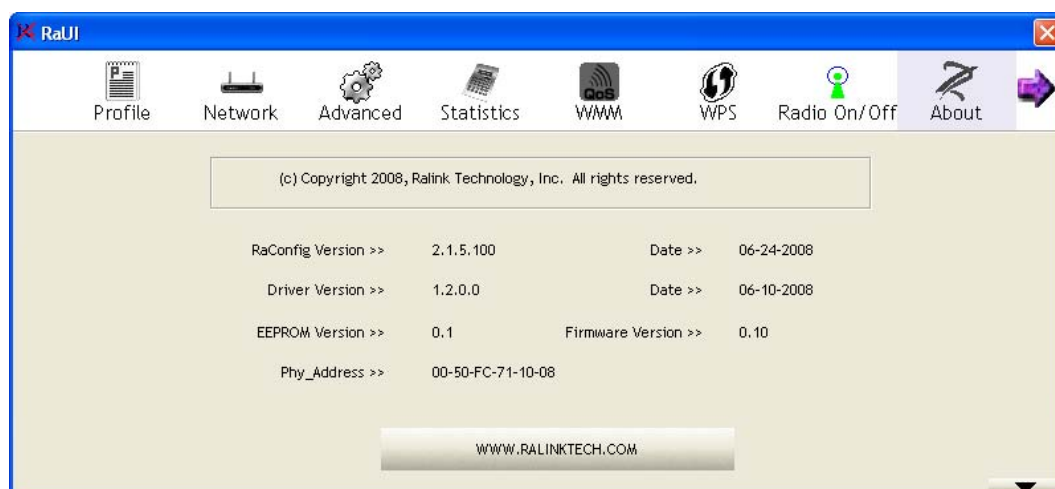 RaUI
Profile Network Advanced Statistics QoS WMM WPS Radio On/Off About
(c) Copyright 2008, Ralink Technology, Inc. All rights reserved.
RaConfig Version >> 2.1.5.100 Date >> 06-24-2008
Driver Version >> 1.2.0.0 Date >> 06-10-2008
EEPROM Version >> 0.1 Firmware Version >> 0.10
Phy_Address >> 00-50-FC-71-10-08
WWW.RALINKTECH.COM